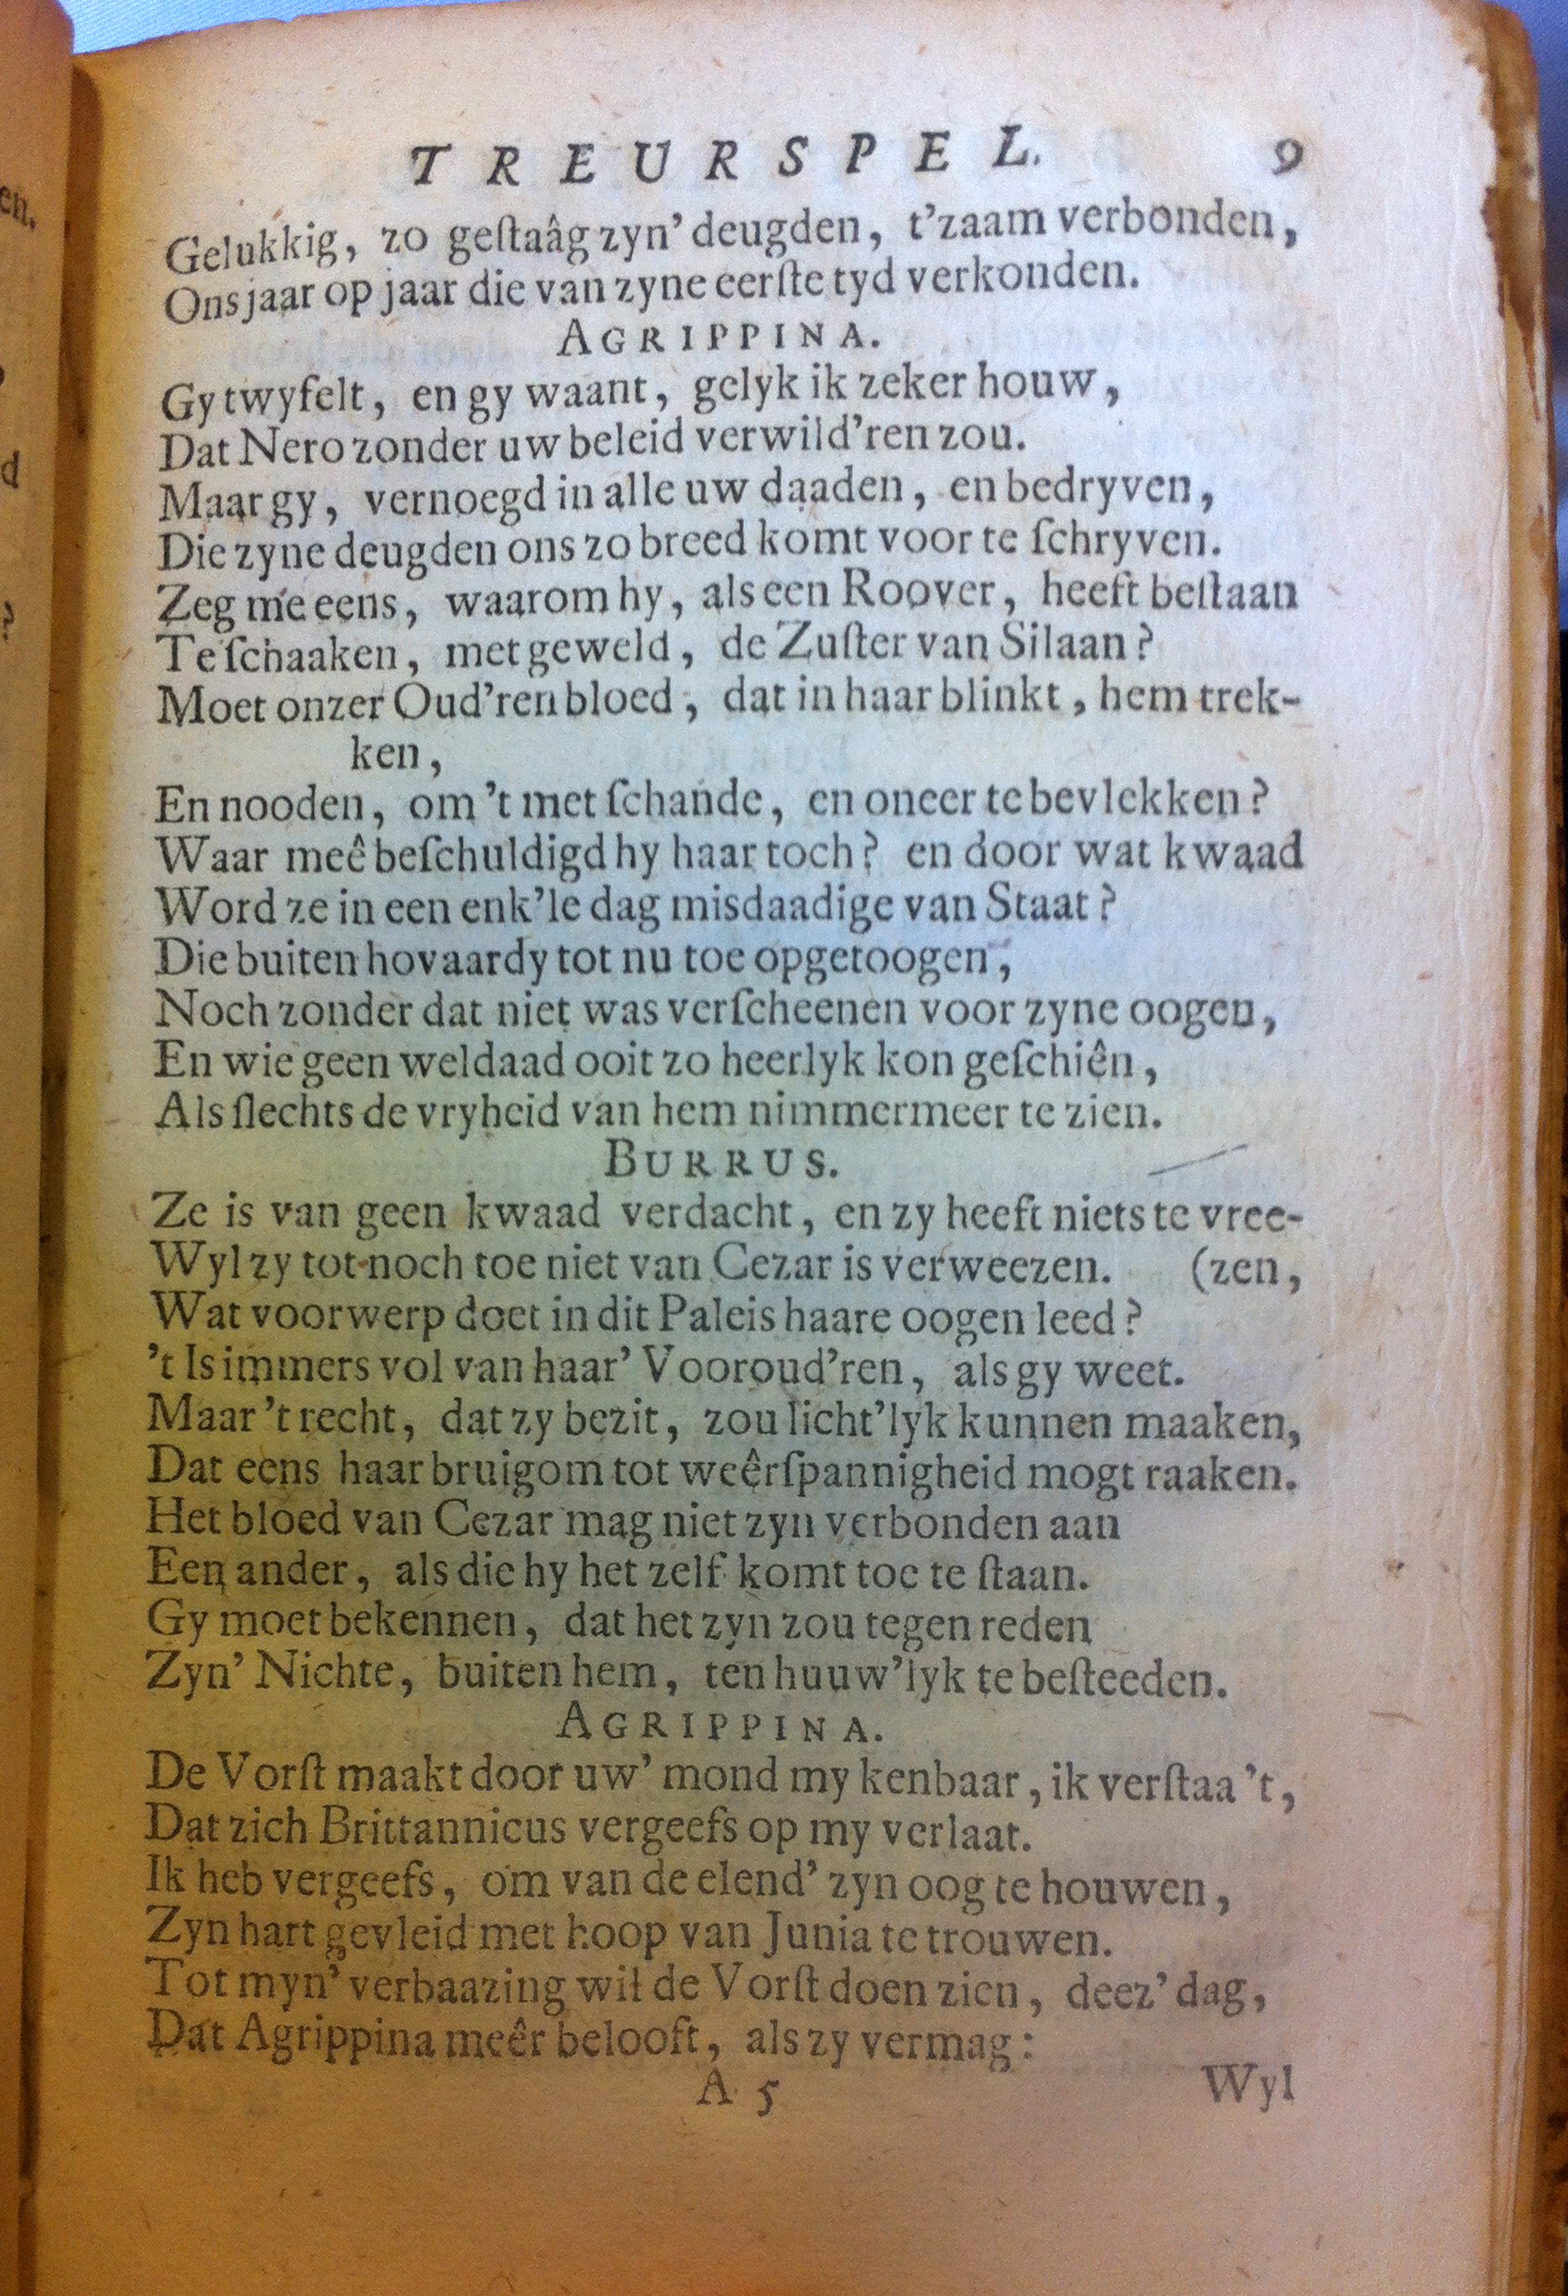 TREURSPEL. 9
Gelukkig, zo geſtaâg zyn’ deugden, t’zaam verbonden,
Ons jaar op jaar die van zyne eerſte tyd verkonden.
AGRIPPINA.
Gy twyfelt, en gy waant, gelyk ik zeker houw,
Dat Nero zonder uw beleid verwild’ren zou.
Maar gy, vernoegd in alle uw daaden, en bedryven,
Die zyne deugden ons zo breed komt voor te ſchryven.
Zeg me eens, waarom hy, als een Roover, heeft beſtaan
Te ſchaaken, met geweld, de Zuſter van Silaan?
Moet onzer Oud’ren bloed, dat in haar blinkt, hem trek-
ken,
En nooden, om ’t met ſchande, en oneer te bevlekken?
Waar meê beſchuldigd hy haar toch? en door wat kwaad
Word ze in een enk’le dag misdaadige van Staat?
Die buiten hovaardy tot nu toe opgetoogen,
Noch zonder dat niet was verſcheenen voor zyne oogen,
En wie geen weldaad ooit zo heerlyk kon geſchiên,
Als ſlechts de vryheid van hem nimmermeer te zien.
BURRUS.
Ze is van geen kwaad verdacht, en zy heeft niets te vree-
Wyl zy tot noch toe niet van Cezar is verweezen. (zen,
Wat voorwerp doet in dit Paleis haare oogen leed?
’t Is immers vol van haar’ Vooroud’ren, als gy weet.
Maar ’t recht, dat zy bezit, zou licht’lyk kunnen maaken,
Dat eens haar bruigom tot weêrſpannigheid mogt raaken.
Het bloed van Cezar mag niet zyn verbonden aan
Een ander, als die hy het zelf komt toe te ſtaan.
Gy moet bekennen, dat het zyn zou tegen reden
Zyn’ Nichte, buiten hem, ten huuw’lyk te beſteeden.
AGRIPPINA.
De Vorſt maakt door uw’ mond my kenbaar, ik verſtaa ’t,
Dat zich Brittannicus vergeefs op my verlaat.
Ik heb vergeefs, om van de elend’ zyn oog te houwen,
Zyn hart gevleid met hoop van Junia te trouwen.
Tot myn’ verbaazing wil de Vorſt doen zien, deez’ dag,
Dat Agrippina meêr belooft, als zy vermag:
A 5 Wyl
en.
d
?